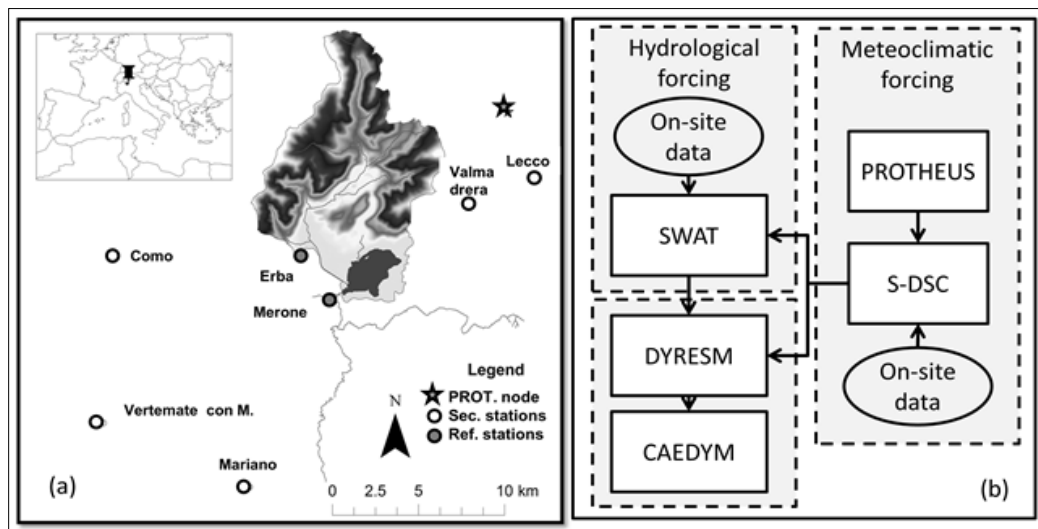 Lecco
Valma
drera
Como
Erba
Merone
Legend
PROT. node
Sec. stations
Ref. stations
N
Vertemate con M.
Mariano
0 2.5 5 10 km
(a)
Hydrological
forcing
On-site
data
SWAT
DYRESM
CAEDYM
Meteoclimatic
forcing
PROTHEUS
S-DSC
On-site
data
(b)